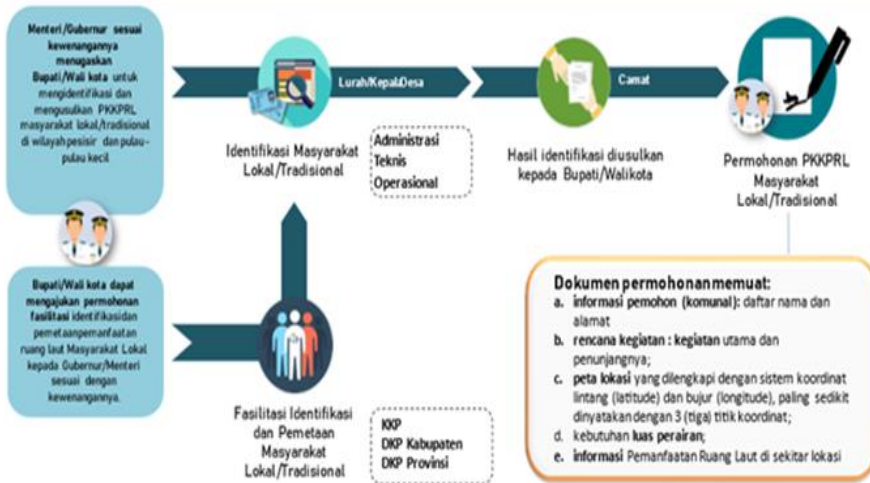 Menteri/Gubernur sesuai
kewenangannya
menugaskan
Bupati/Wali kota untuk
mengidentifikasi dan
mengusulkan PKKPRL
masyarakat lokal/tradisional
di wilayah pesisir dan pulau-
pulau kecil
Lurah/Kepala Desa
Identifikasi Masyarakat
Lokal/Tradisional
Administrasi
Teknis
Operasional
Camat
Hasil identifikasi diusulkan
kepada Bupati/Walikota
Permohonan PKKPRL
Masyarakat
Lokal/Tradisional
Bupati/Wali kota dapat
mengajukan permohonan
fasilitasi identifikasi dan
pemetaan pemanfaatan
ruang laut Masyarakat Lokal
kepada Gubernur/Menteri
sesuai dengan
kewenangannya.
Fasilitasi Identifikasi
dan Pemetaan
Masyarakat
Lokal/Tradisional
KKP
DKP Kabupaten
DKP Provinsi
Dokumen permohonan memuat:
a. informasi pemohon (komunal): daftar nama dan
alamat
b. rencana kegiatan : kegiatan utama dan
penunjangnya;
c. peta lokasi yang dilengkapi dengan sistem koordinat
lintang (latitude) dan bujur (longitude), paling sedikit
dinyatakan dengan 3 (tiga) titik koordinat;
d. kebutuhan luas perairan;
e. informasi Pemanfaatan Ruang Laut di sekitar lokasi